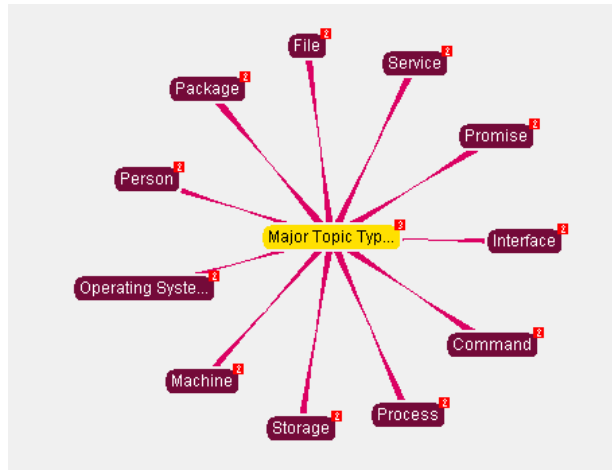 File
Service
Package
Promise
Person
Major Topic Typ...
Interface
Operating Syste...
Command
Machine
Process
Storage